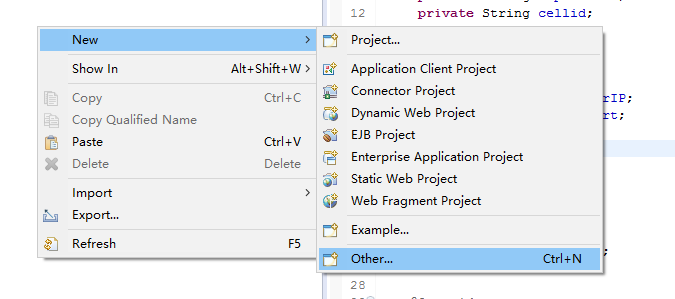 12 private String cellid;
New
Project...
Show In Alt+Shift+W
Application Client Project
Copy Ctrl+C
Connector Project
rIP;
Copy Qualified Name
Dynamic Web Project
rt;
Paste Ctrl+V
EJB Project
Delete Delete
Enterprise Application Project
Import
Static Web Project
Export...
Web Fragment Project
Refresh F5
Example...
Other... Ctrl+N
;
28